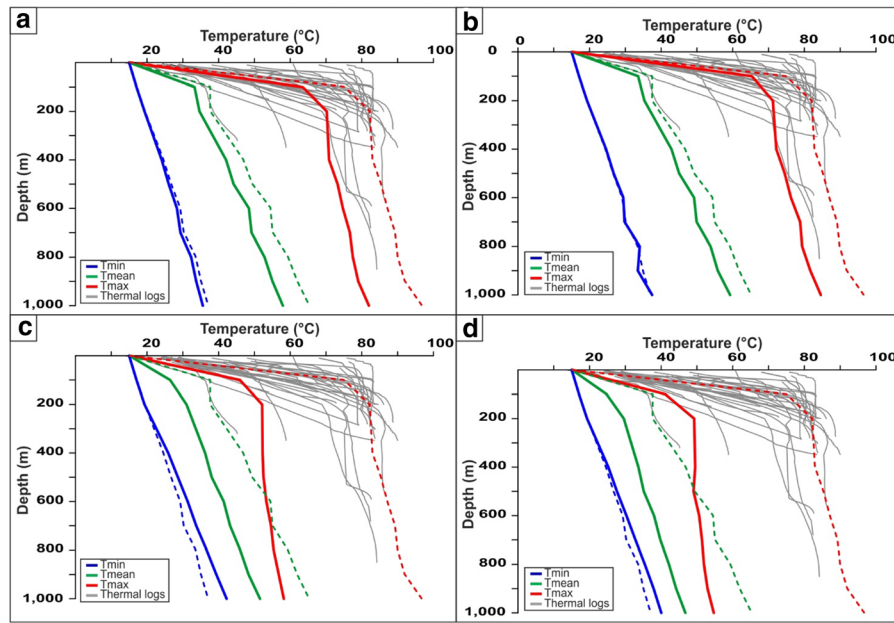 a
Temperature (°C)
20 40 60 80 100
200
400
600
800
1,000
Depth (m)
Tmin
Tmean
Tmax
Thermal logs
b
Temperature (°C)
0 20 40 60 80 100
0
200
400
600
800
1,000
Depth (m)
Tmin
Tmean
Tmax
Thermal logs
c
Temperature (°C)
20 40 60 80 100
200
400
600
800
1,000
Depth (m)
Tmin
Tmean
Tmax
Thermal logs
d
Temperature (°C)
20 40 60 80 100
200
400
600
800
1,000
Depth (m)
Tmin
Tmean
Tmax
Thermal logs